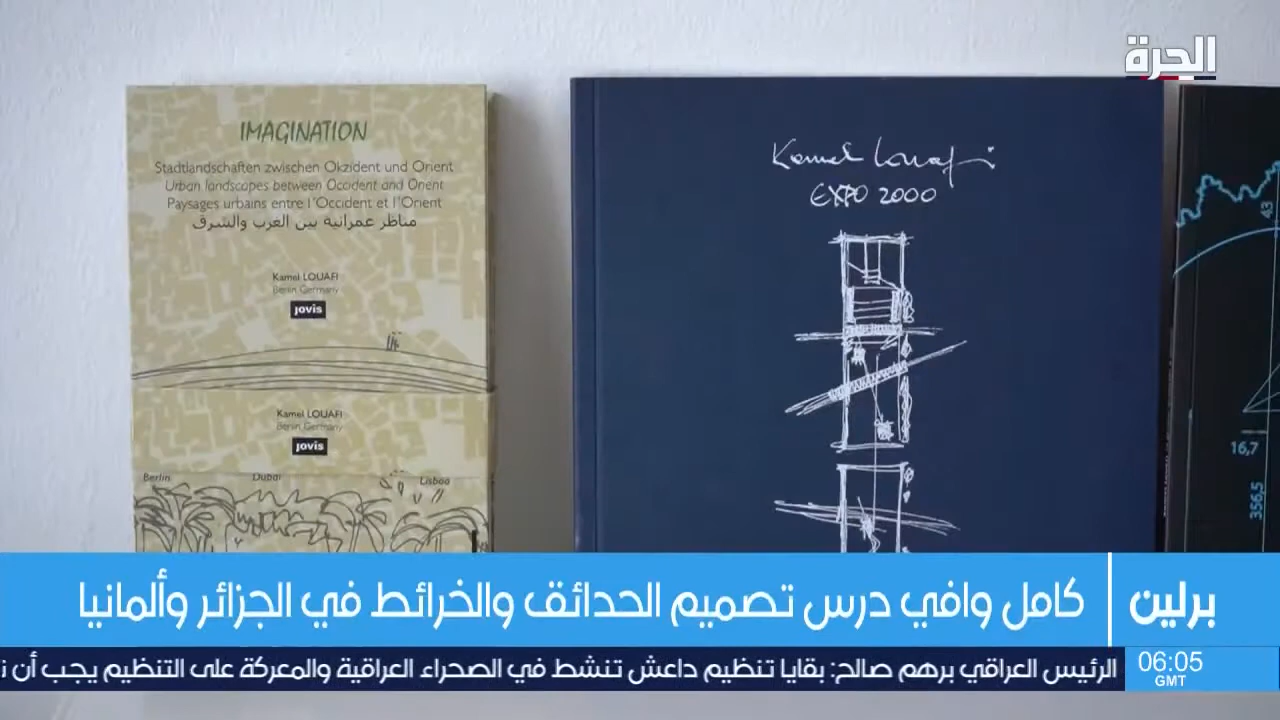 الحرة
IMAGINATION
Stadtlandschaften zwischen Okzident und Orient
Urban landscapes between Occident and Orient
Paysages urbains entre l'Occident et l'Orient
مناظر عمرانية بين الغرب والشرق
Kamel LOUAFI
Berlin Germany
jovis
Kamel LOUAFI
Berlin Germany
jovis
Berlin
Dubai
Lisboa
Kamel Louafi
EXPO 2000
43
16,7
356,5
برلين
كامل وافي درس تصميم الحدائق والخرائط في الجزائر وألمانيا
06:05
GMT
الرئيس العراقي برهم صالح: بقايا تنظيم داعش تنشط في الصحراء العراقية والمعركة على التنظيم يجب أن